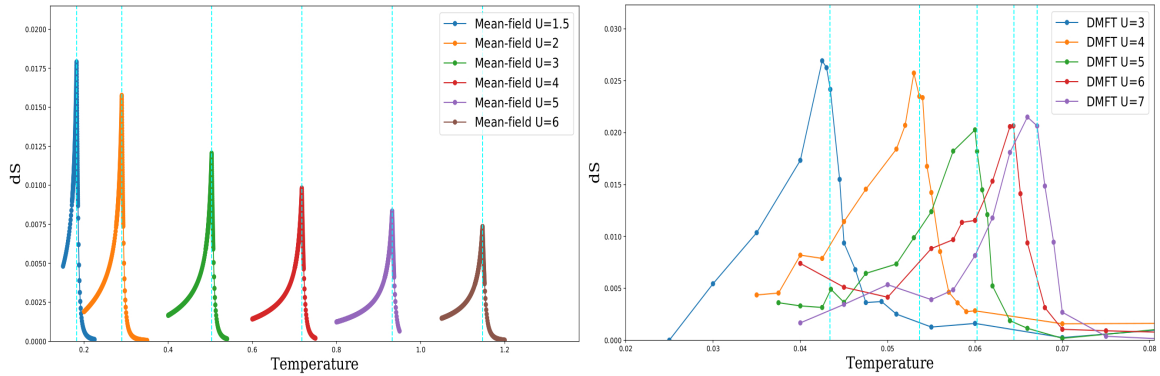 0.0200
0.0175
0.0150
0.0125
0.0100
0.0075
0.0050
0.0025
0.0000
dS
0.2 0.4 0.6 0.8 1.0 1.2
Temperature
Mean-field U=1.5
Mean-field U=2
Mean-field U=3
Mean-field U=4
Mean-field U=5
Mean-field U=6
0.030
0.025
0.020
0.015
0.010
0.005
0.000
dS
0.02 0.03 0.04 0.05 0.06 0.07 0.08
Temperature
DMFT U=3
DMFT U=4
DMFT U=5
DMFT U=6
DMFT U=7